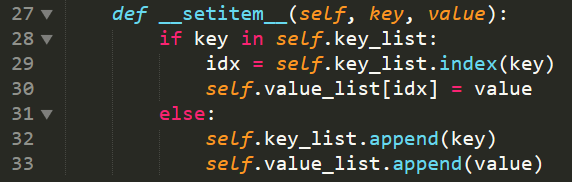 27 def __setitem__(self, key, value):
28 if key in self.key_list:
29 idx = self.key_list.index(key)
30 self.value_list[idx] = value
31 else:
32 self.key_list.append(key)
33 self.value_list.append(value)